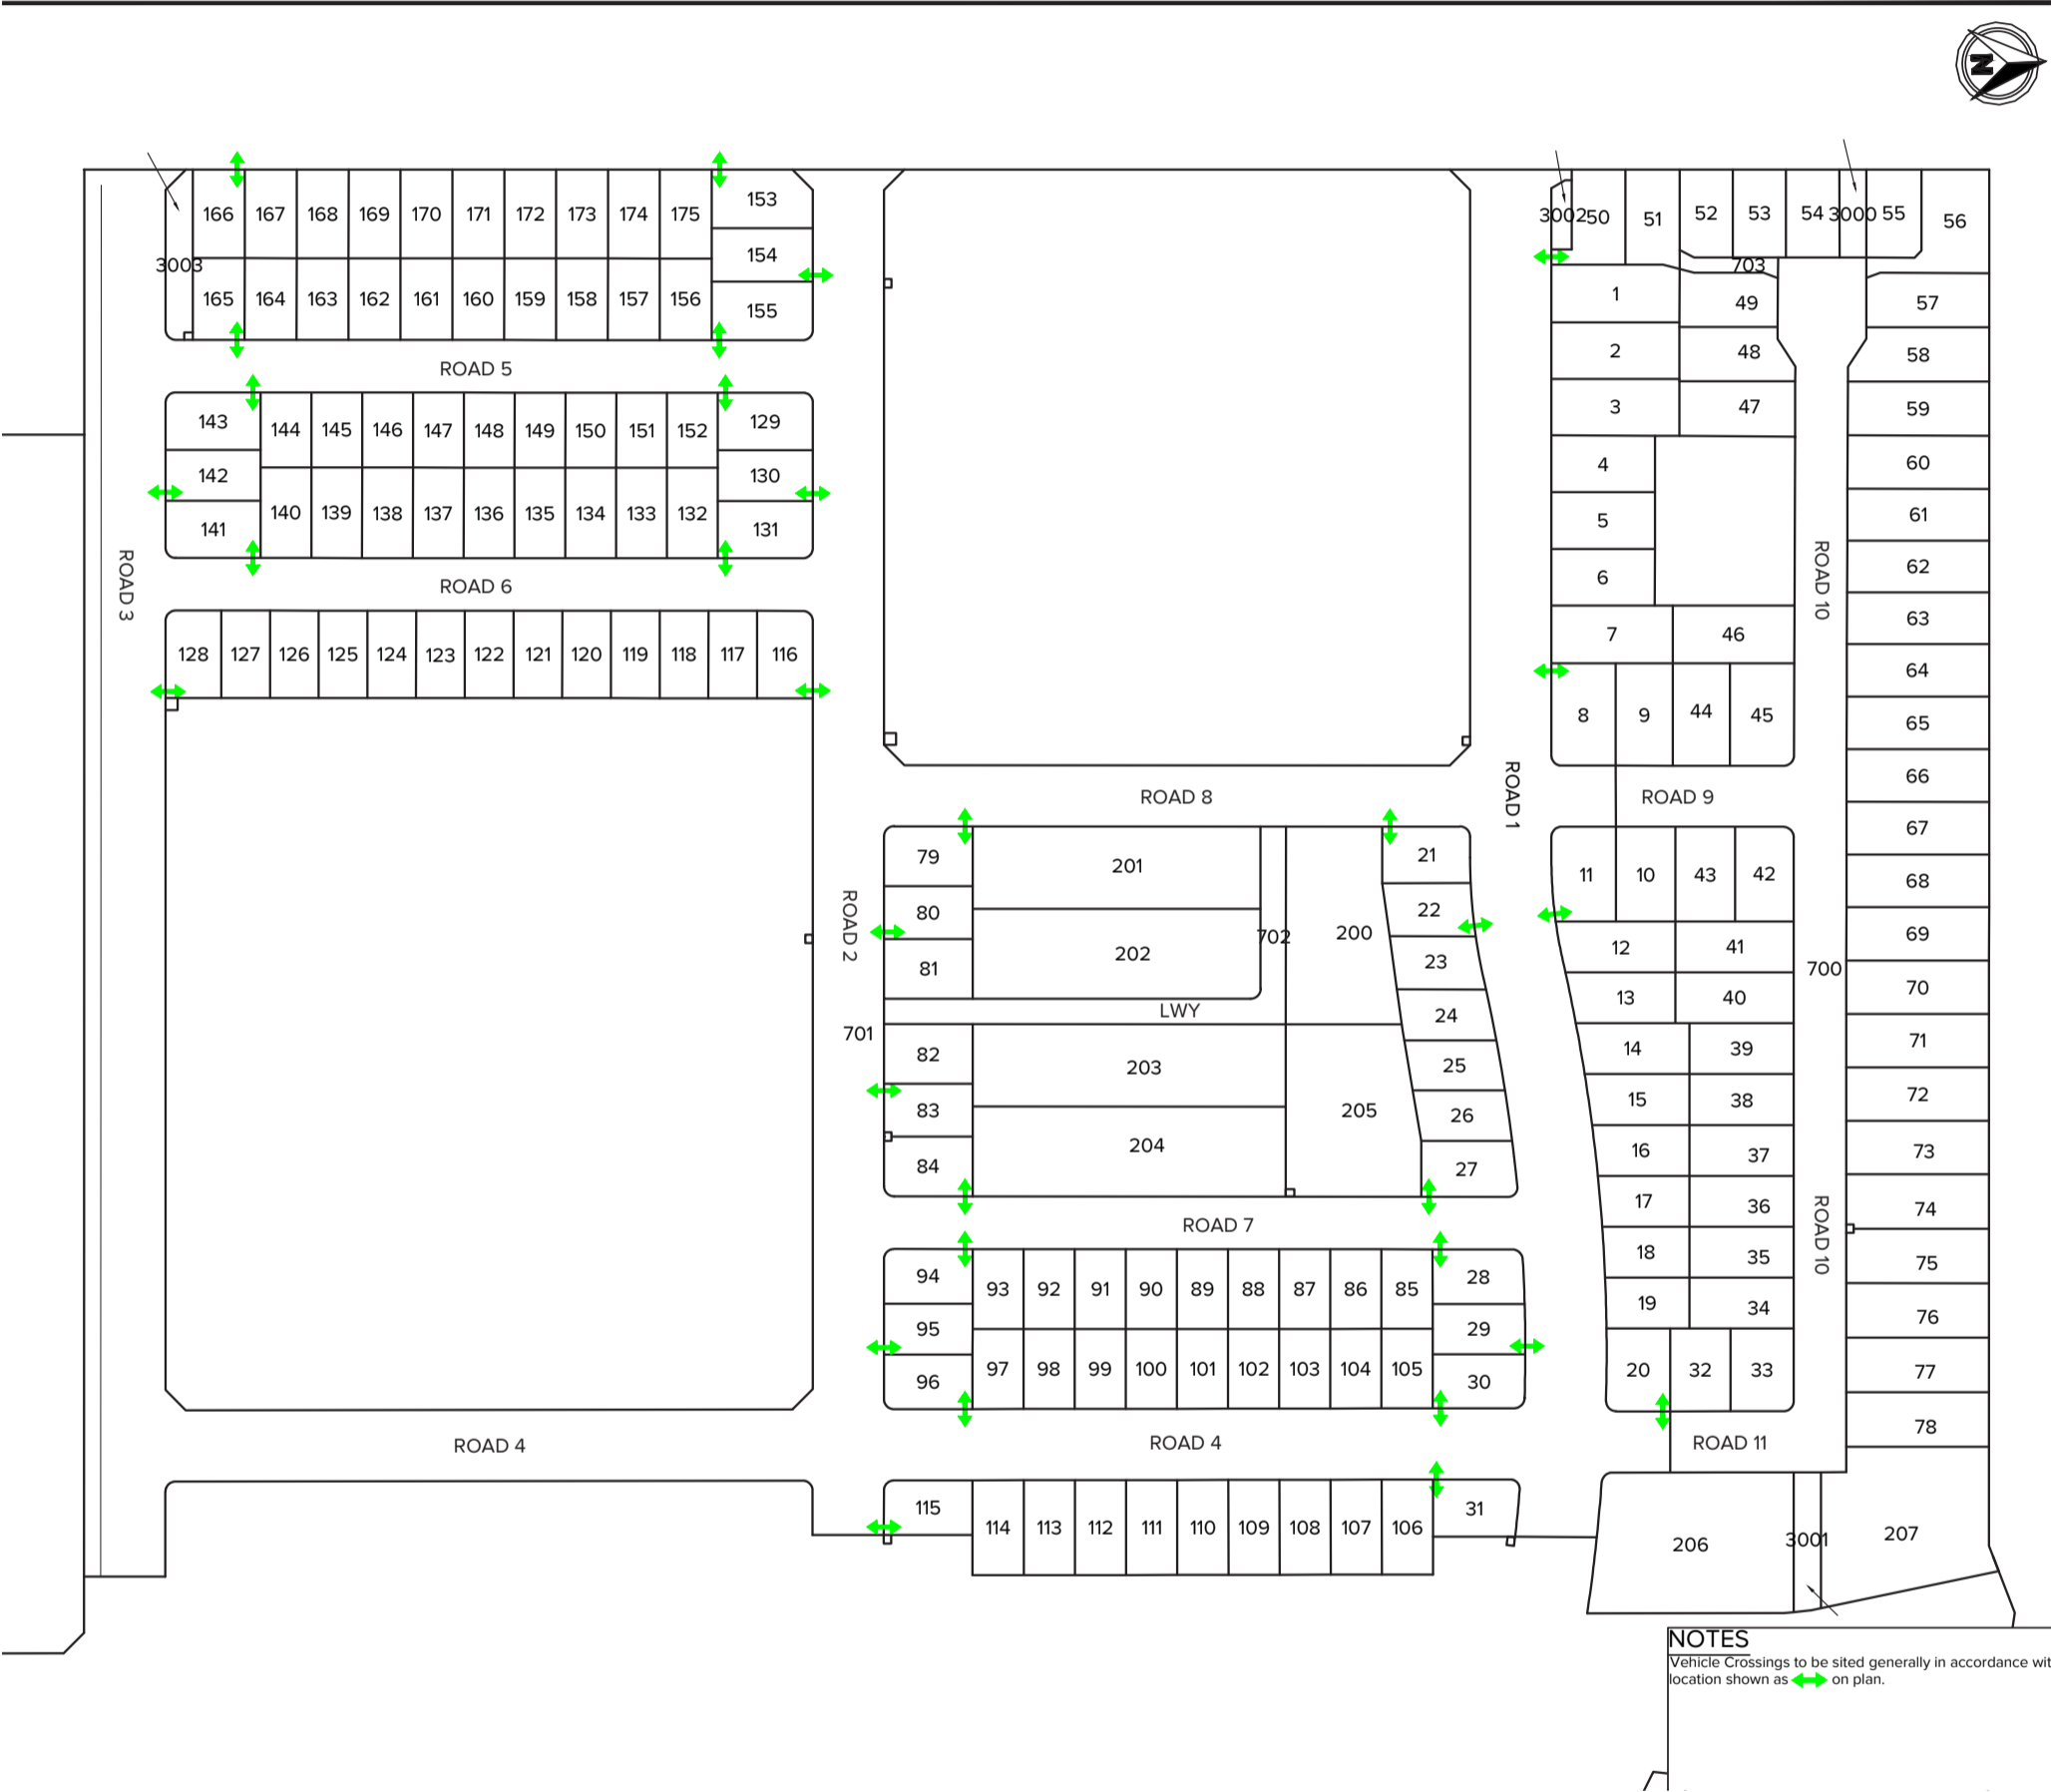 N
166 167 168 169 170 171 172 173 174 175 153
154
3003
165 164 163 162 161 160 159 158 157 156 155
ROAD 5
143 144 145 146 147 148 149 150 151 152 129
142 130
141 140 139 138 137 136 135 134 133 132 131
ROAD 3
ROAD 6
128 127 126 125 124 123 122 121 120 119 118 117 116
3002 50 51 52 53 54 3000 55 56
703
1 49 57
2 48 58
3 47 59
4 60
5 61
6 62
ROAD 10
63
7 46 64
8 9 44 45 65
66
ROAD 8
ROAD 1
ROAD 9
67
79 201 21 11 10 43 42 68
80 22
ROAD 2
202 702 200 12 41 69
81 23 700
13 40 70
LWY 24
701
82 203 25 14 39 71
83 205 26 15 38 72
84 204 27 16 37 73
17 36 74
ROAD 7
ROAD 10
18 35 75
94 93 92 91 90 89 88 87 86 85 28
95 29 19 34 76
96 97 98 99 100 101 102 103 104 105 30 20 32 33 77
78
ROAD 4
ROAD 4
ROAD 11
115 114 113 112 111 110 109 108 107 106 31
206 3001 207
NOTES
Vehicle Crossings to be sited generally in accordance wit
location shown as on plan.